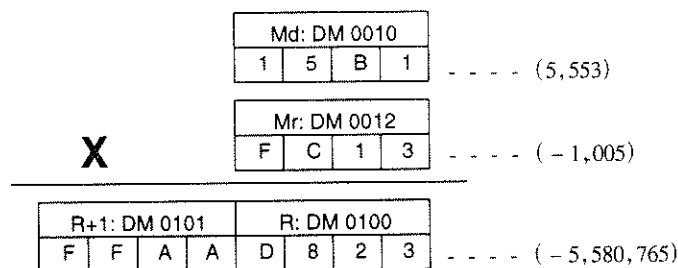 Md: DM 0010
1 5 B 1 - - - - (5,553)
Mr: DM 0012
X F C 1 3 - - - - (-1,005)
R+1: DM 0101 R: DM 0100
F F A A D 8 2 3 - - - - (-5,580,765)